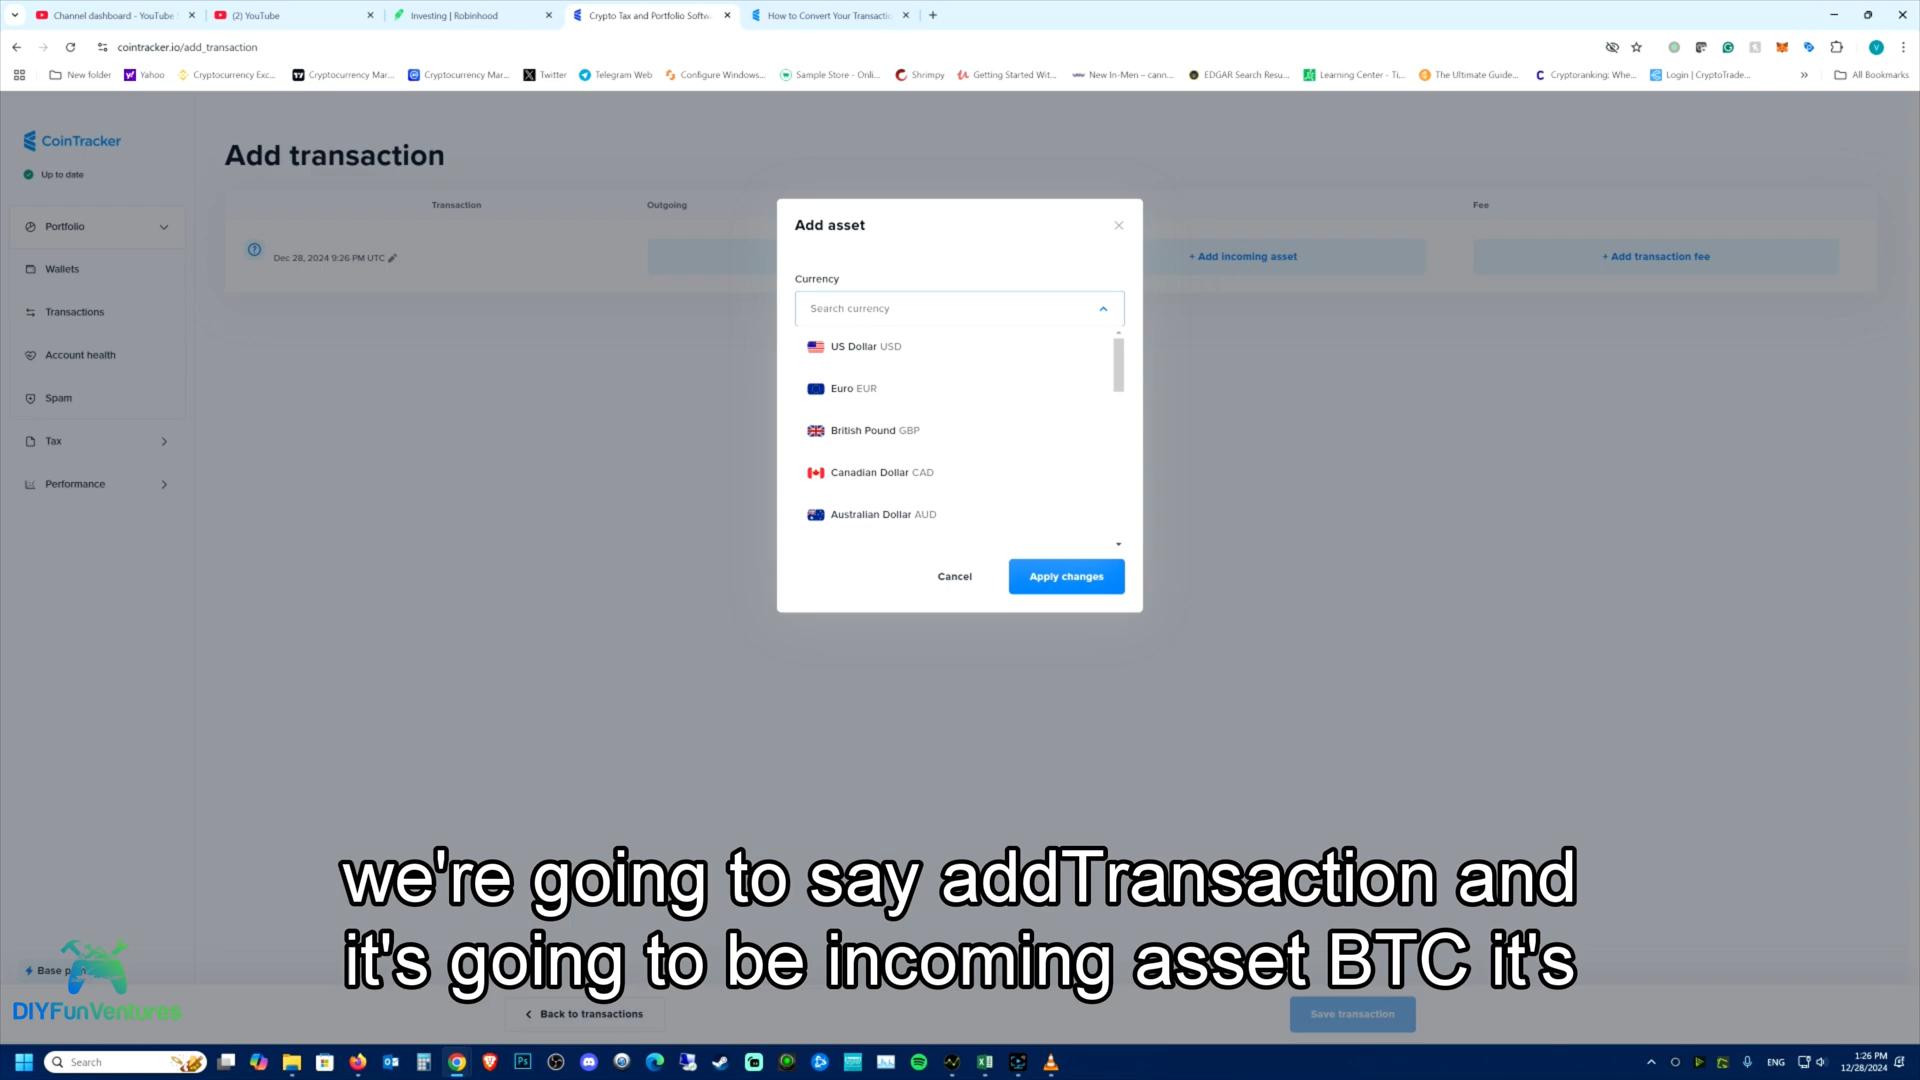 Channel dashboard - YouTube S
(2) YouTube
Investing | Robinhood
Crypto Tax and Portfolio Softw
How to Convert Your Transactio
cointracker.io/add_transaction
New folder
Yahoo
Cryptocurrency Exc...
Cryptocurrency Mar...
Cryptocurrency Mar...
Twitter
Telegram Web
Configure Windows...
Sample Store - Onli...
Shrimpy
Getting Started Wit...
New In-Men – cann...
EDGAR Search Resu...
Learning Center - Ti...
The Ultimate Guide...
Cryptoranking: Whe...
Login | CryptoTrade...
All Bookmarks
CoinTracker
Up to date
Portfolio
Wallets
Transactions
Account health
Spam
Tax
Performance
Add transaction
Transaction
Outgoing
Fee
Dec 28, 2024 9:26 PM UTC
+ Add incoming asset
+ Add transaction fee
Add asset
Currency
Search currency
US Dollar USD
Euro EUR
British Pound GBP
Canadian Dollar CAD
Australian Dollar AUD
Cancel
Apply changes
we're going to say addTransaction and
it's going to be incoming asset BTC it's
Base
DIYFunVentures
Back to transactions
Save transaction
Search
ENG
1:26 PM
12/28/2024